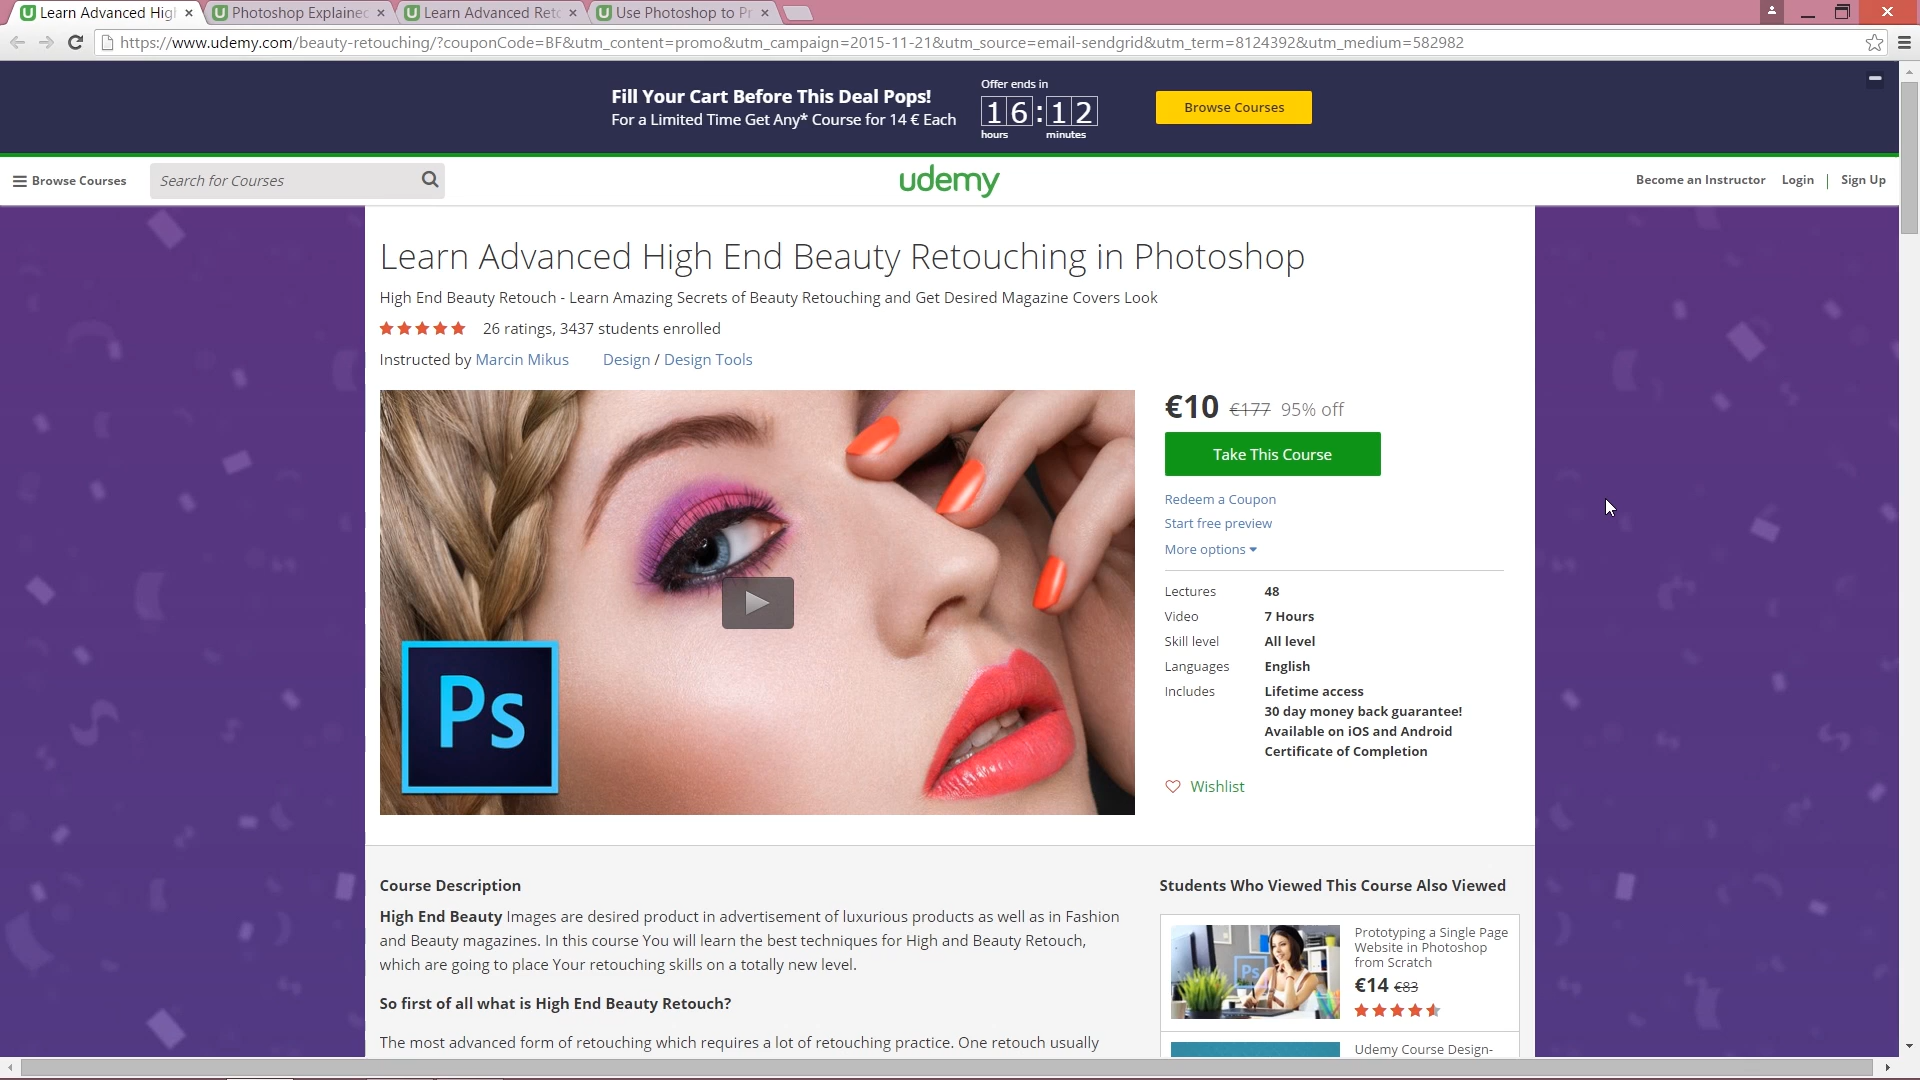 Learn Advanced Hig
Photoshop Explained
Learn Advanced Reto
Use Photoshop to Pr
https://www.udemy.com/beauty-retouching/?couponCode=BF&utm_content=promo&utm_campaign=2015-11-21&utm_source=email-sendgrid&utm_term=8124392&utm_medium=582982
Fill Your Cart Before This Deal Pops!
For a Limited Time Get Any* Course for 14 € Each
Offer ends in
16:12
hours minutes
Browse Courses
Browse Courses
Search for Courses
udemy
Become an Instructor
Login | Sign Up
Learn Advanced High End Beauty Retouching in Photoshop
High End Beauty Retouch - Learn Amazing Secrets of Beauty Retouching and Get Desired Magazine Covers Look
26 ratings, 3437 students enrolled
Instructed by Marcin Mikus Design / Design Tools
Ps
€10 €177 95% off
Take This Course
Redeem a Coupon
Start free preview
More options
Lectures 48
Video 7 Hours
Skill level All level
Languages English
Includes Lifetime access
30 day money back guarantee!
Available on iOS and Android
Certificate of Completion
Wishlist
Course Description
High End Beauty Images are desired product in advertisement of luxurious products as well as in Fashion
and Beauty magazines. In this course You will learn the best techniques for High and Beauty Retouch,
which are going to place Your retouching skills on a totally new level.
So first of all what is High End Beauty Retouch?
The most advanced form of retouching which requires a lot of retouching practice. One retouch usually
Students Who Viewed This Course Also Viewed
Ps
Prototyping a Single Page
Website in Photoshop
from Scratch
€14 €83
Udemy Course Design-